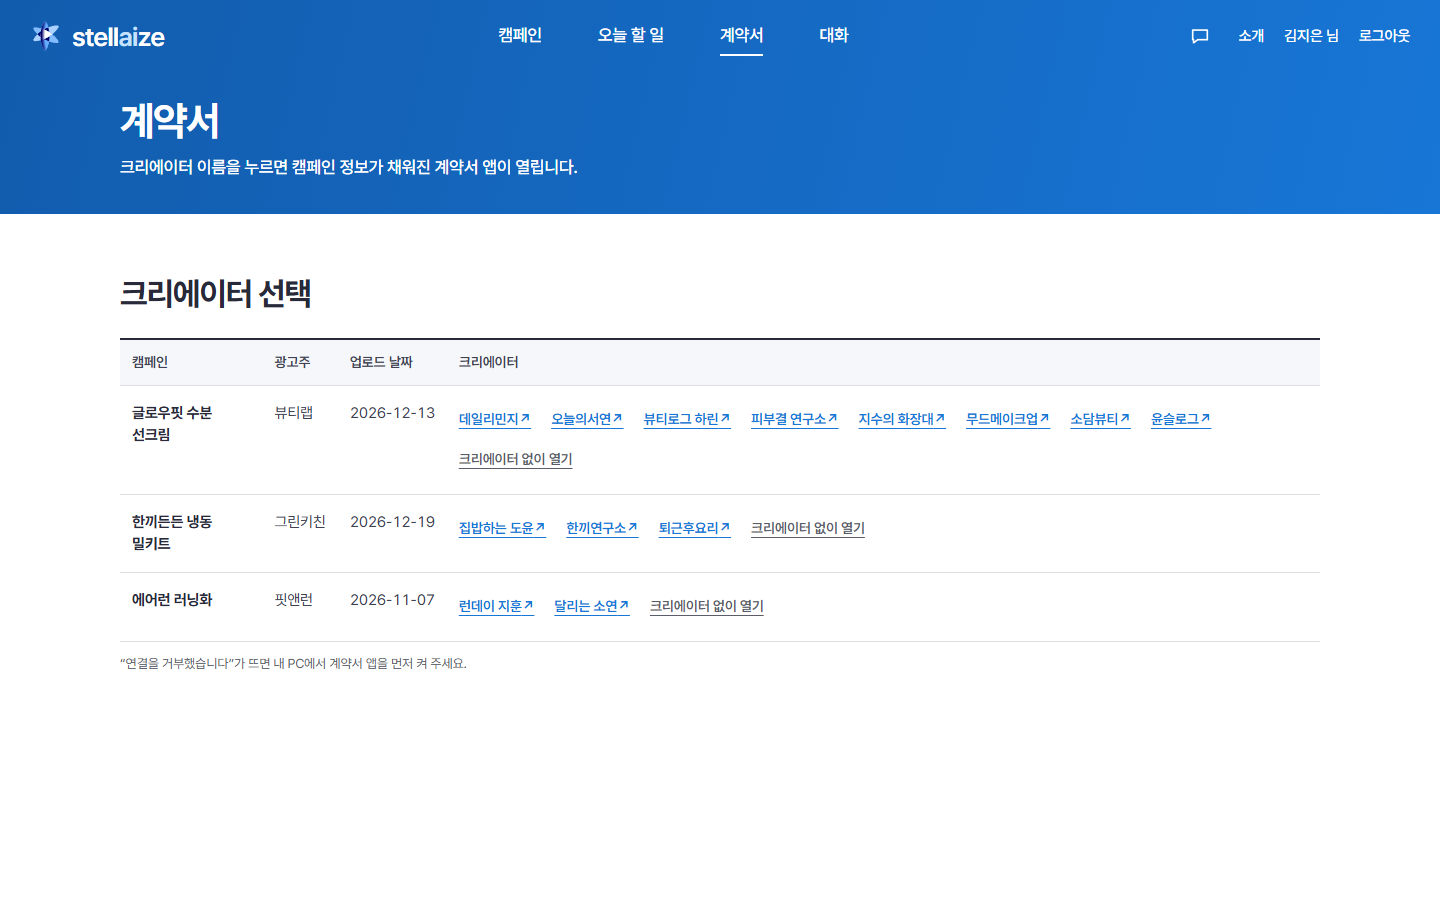 stellaize
캠페인 오늘 할 일 계약서 대화
소개 김지은 님 로그아웃
계약서
크리에이터 이름을 누르면 캠페인 정보가 채워진 계약서 앱이 열립니다.
크리에이터 선택
캠페인 광고주 업로드 날짜 크리에이터
글로우핏 수분 선크림 뷰티랩 2026-12-13 데일리민지↗ 오늘의서연↗ 뷰티로그 하린↗ 피부결 연구소↗ 지수의 화장대↗ 무드메이크업↗ 소담뷰티↗ 윤슬로그↗
크리에이터 없이 열기
한끼든든 냉동 밀키트 그린키친 2026-12-19 집밥하는 도윤↗ 한끼연구소↗ 퇴근후요리↗ 크리에이터 없이 열기
에어런 러닝화 핏앤런 2026-11-07 런데이 지훈↗ 달리는 소연↗ 크리에이터 없이 열기
“연결을 거부했습니다”가 뜨면 내 PC에서 계약서 앱을 먼저 켜 주세요.